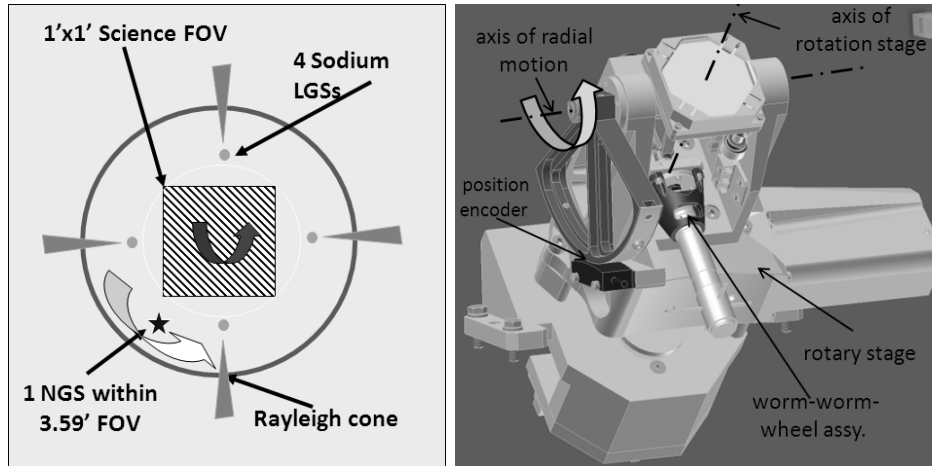 1’x1’ Science FOV
4 Sodium
LGSs
1 NGS within
3.59’ FOV
Rayleigh cone
axis of radial
motion
axis of
rotation stage
position
encoder
rotary stage
worm-worm-
wheel assy.